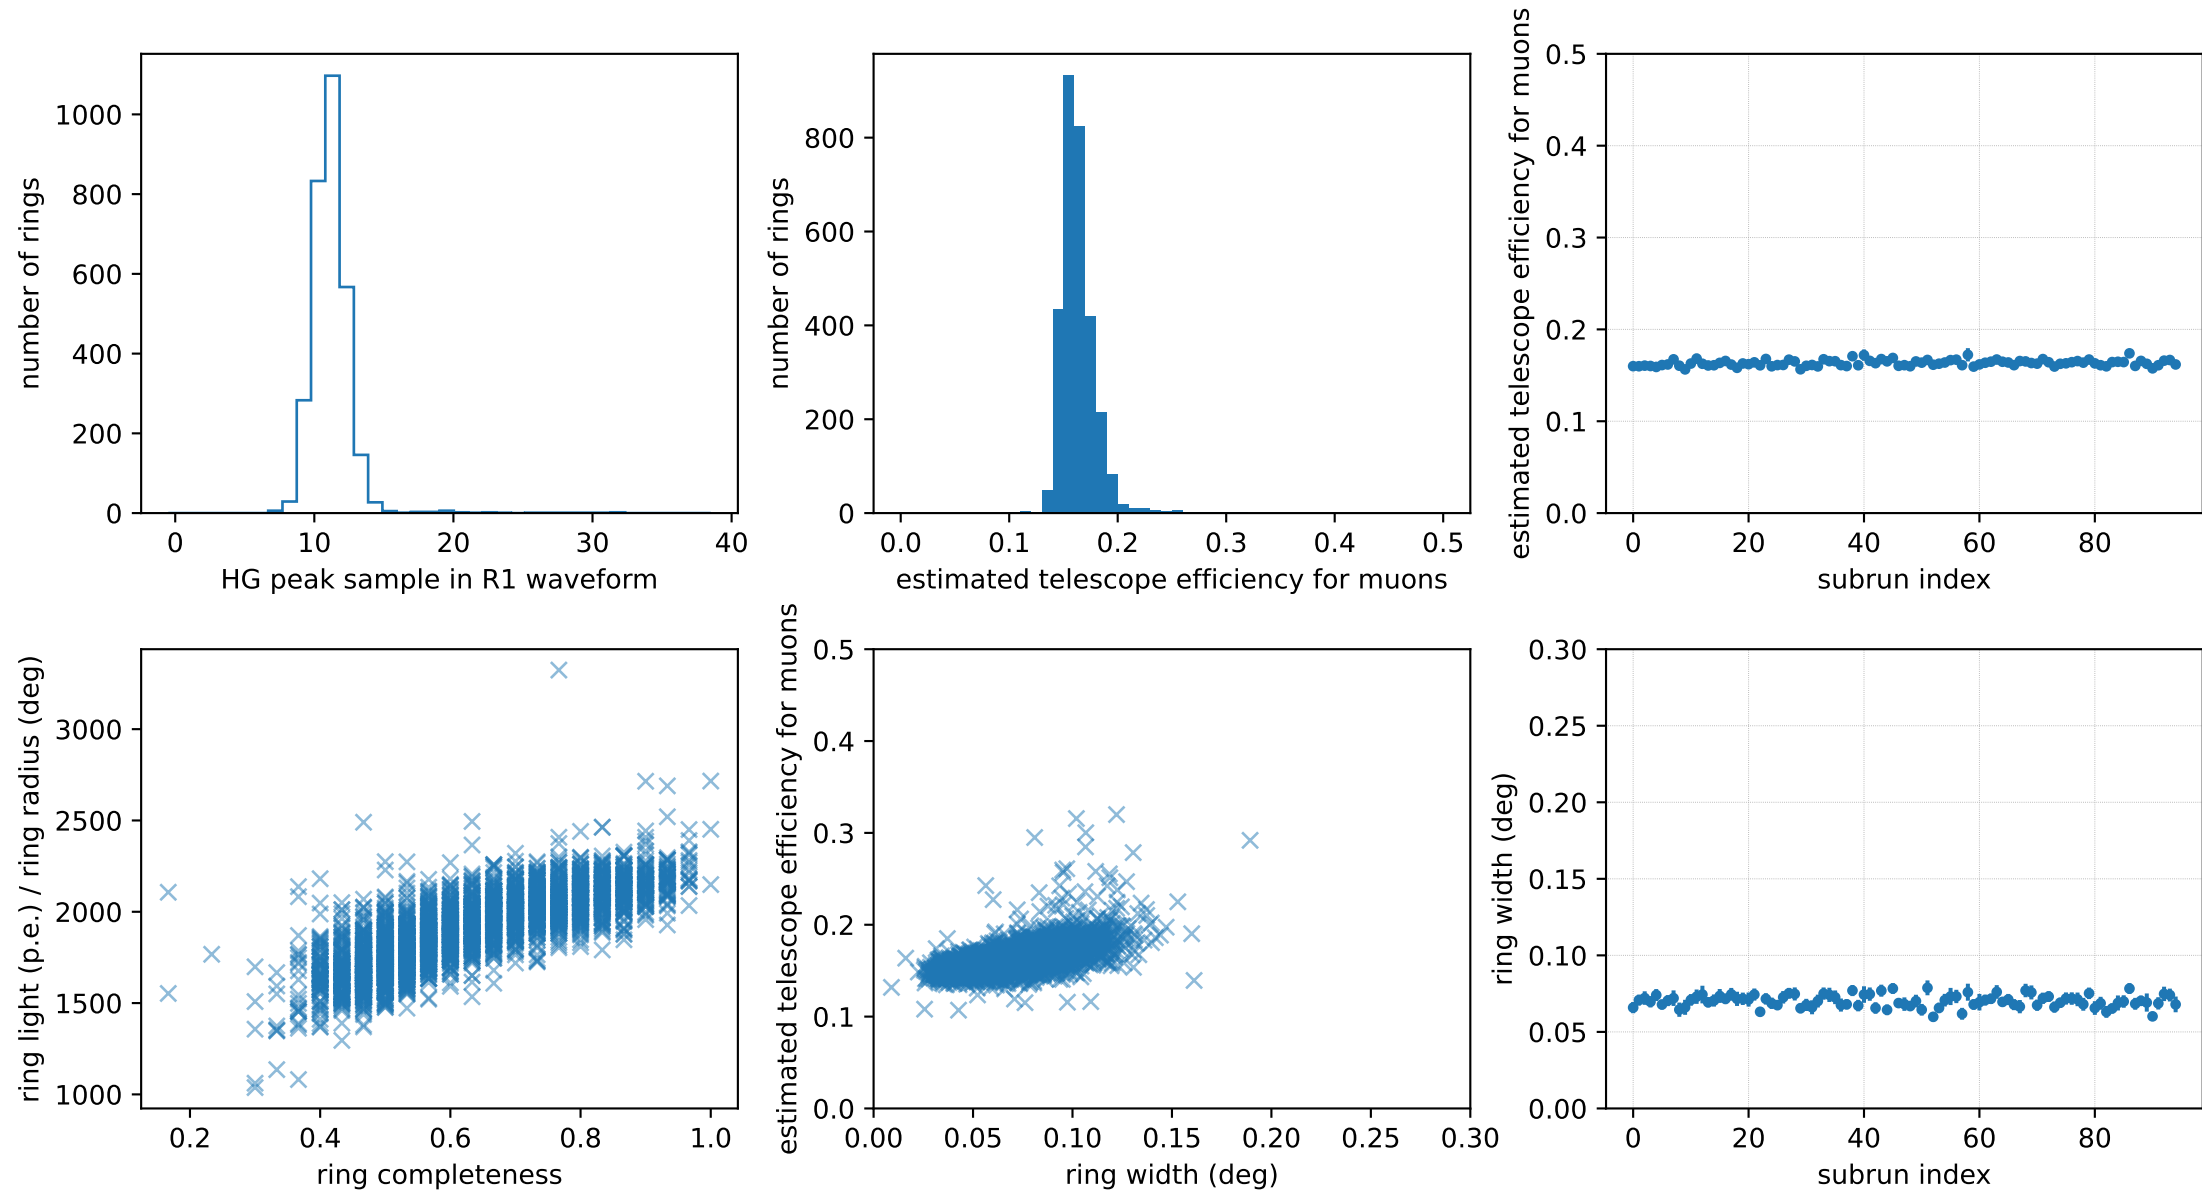 number of rings
1000
800
600
400
200
0
0 10 20 30 40
HG peak sample in R1 waveform
number of rings
800
600
400
200
0
0.0 0.1 0.2 0.3 0.4 0.5
estimated telescope efficiency for muons
estimated telescope efficiency for muons
0.5
0.4
0.3
0.2
0.1
0.0
0 20 40 60 80
subrun index
ring light (p.e.) / ring radius (deg)
3000
2500
2000
1500
1000
0.2 0.4 0.6 0.8 1.0
ring completeness
estimated telescope efficiency for muons
0.5
0.4
0.3
0.2
0.1
0.0
0.00 0.05 0.10 0.15 0.20 0.25 0.30
ring width (deg)
ring width (deg)
0.30
0.25
0.20
0.15
0.10
0.05
0.00
0 20 40 60 80
subrun index